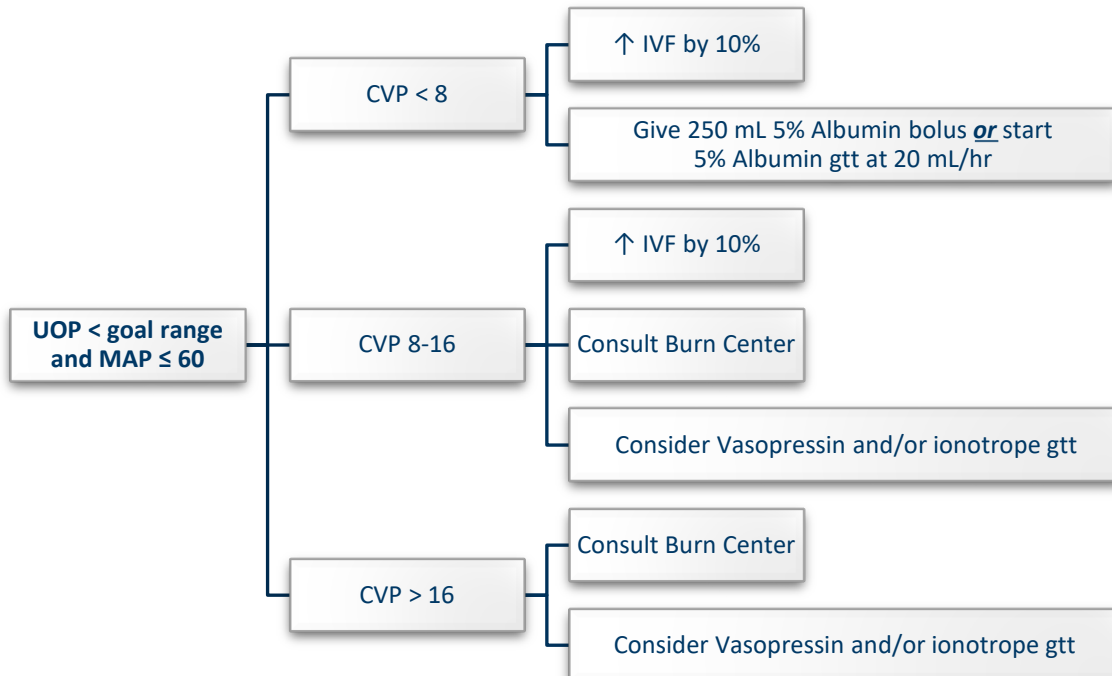 UOP < goal range
and MAP ≤ 60
CVP < 8
↑ IVF by 10%
Give 250 mL 5% Albumin bolus or start
5% Albumin gtt at 20 mL/hr
CVP 8-16
↑ IVF by 10%
Consult Burn Center
Consider Vasopressin and/or ionotrope gtt
CVP > 16
Consult Burn Center
Consider Vasopressin and/or ionotrope gtt